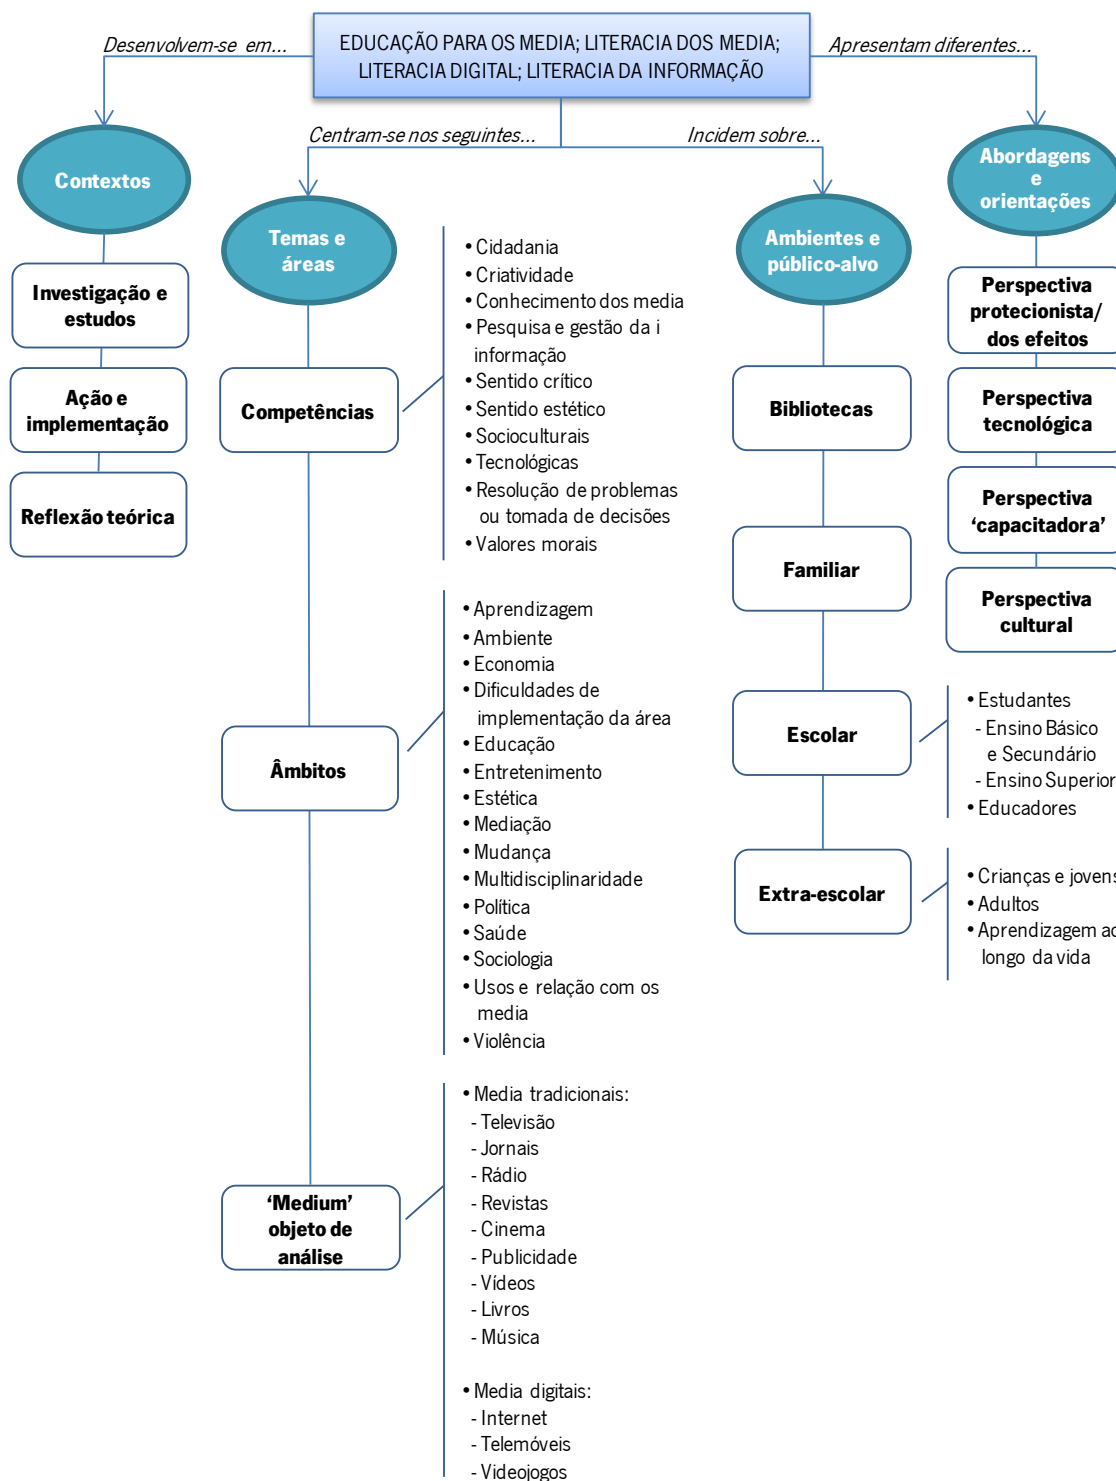 EDUCAÇÃO PARA OS MEDIA; LITERACIA DOS MEDIA;
LITERACIA DIGITAL; LITERACIA DA INFORMAÇÃO
Desenvolvem-se em...
Apresentam diferentes...
Centram-se nos seguintes...
Incidem sobre...
Contextos
Investigação e
estudos
Ação e
implementação
Reflexão teórica
Temas e
áreas
Competências
• Cidadania
• Criatividade
• Conhecimento dos media
• Pesquisa e gestão da i
informação
• Sentido crítico
• Sentido estético
• Socioculturais
• Tecnológicas
• Resolução de problemas
ou tomada de decisões
• Valores morais
Âmbitos
• Aprendizagem
• Ambiente
• Economia
• Dificuldades de
implementação da área
• Educação
• Entretenimento
• Estética
• Mediação
• Mudança
• Multidisciplinaridade
• Política
• Saúde
• Sociologia
• Usos e relação com os
media
• Violência
‘Medium’
objeto de
análise
• Media tradicionais:
- Televisão
- Jornais
- Rádio
- Revistas
- Cinema
- Publicidade
- Vídeos
- Livros
- Música
• Media digitais:
- Internet
- Telemóveis
- Videojogos
Ambientes e
público-alvo
Bibliotecas
Familiar
Escolar
• Estudantes
- Ensino Básico
e Secundário
- Ensino Superior
• Educadores
Extra-escolar
• Crianças e jovens
• Adultos
• Aprendizagem ao
longo da vida
Abordagens
e
orientações
Perspectiva
protecionista/
dos efeitos
Perspectiva
tecnológica
Perspectiva
‘capacitadora’
Perspectiva
cultural